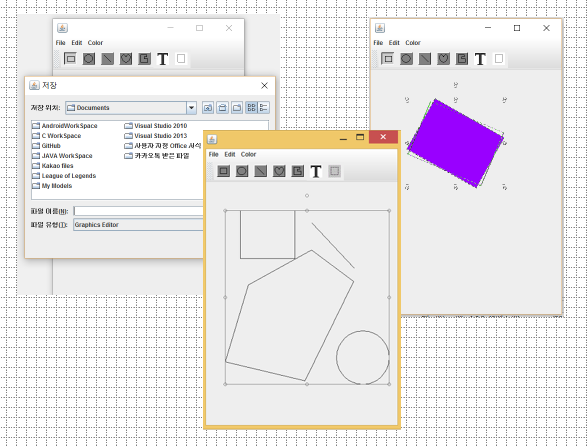 File Edit Color
T
저장
저장 위치: Documents
AndroidWorkSpace
C WorkSpace
GitHub
JAVA WorkSpace
Kakao files
League of Legends
My Models
Visual Studio 2010
Visual Studio 2013
사용자 지정 Office 서식
카카오톡 받은 파일
파일 이름(N):
파일 유형(T): Graphics Editor
File Edit Color
T
File Edit Color
T